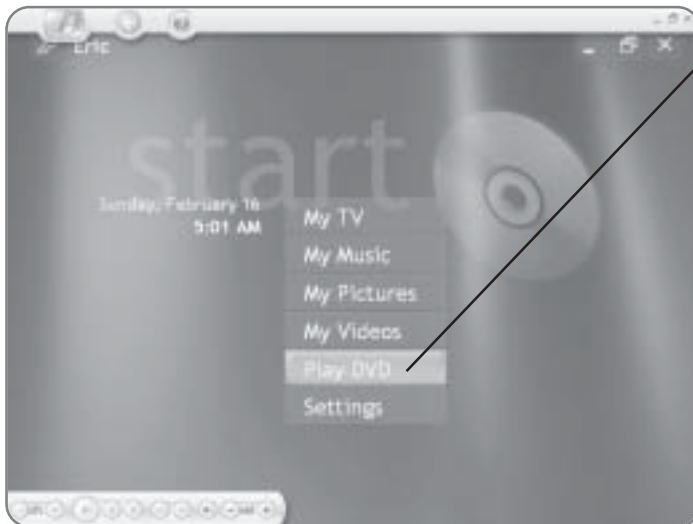 Eric
start
Sunday, February 16
5:01 AM
My TV
My Music
My Pictures
My Videos
Play DVD
Settings